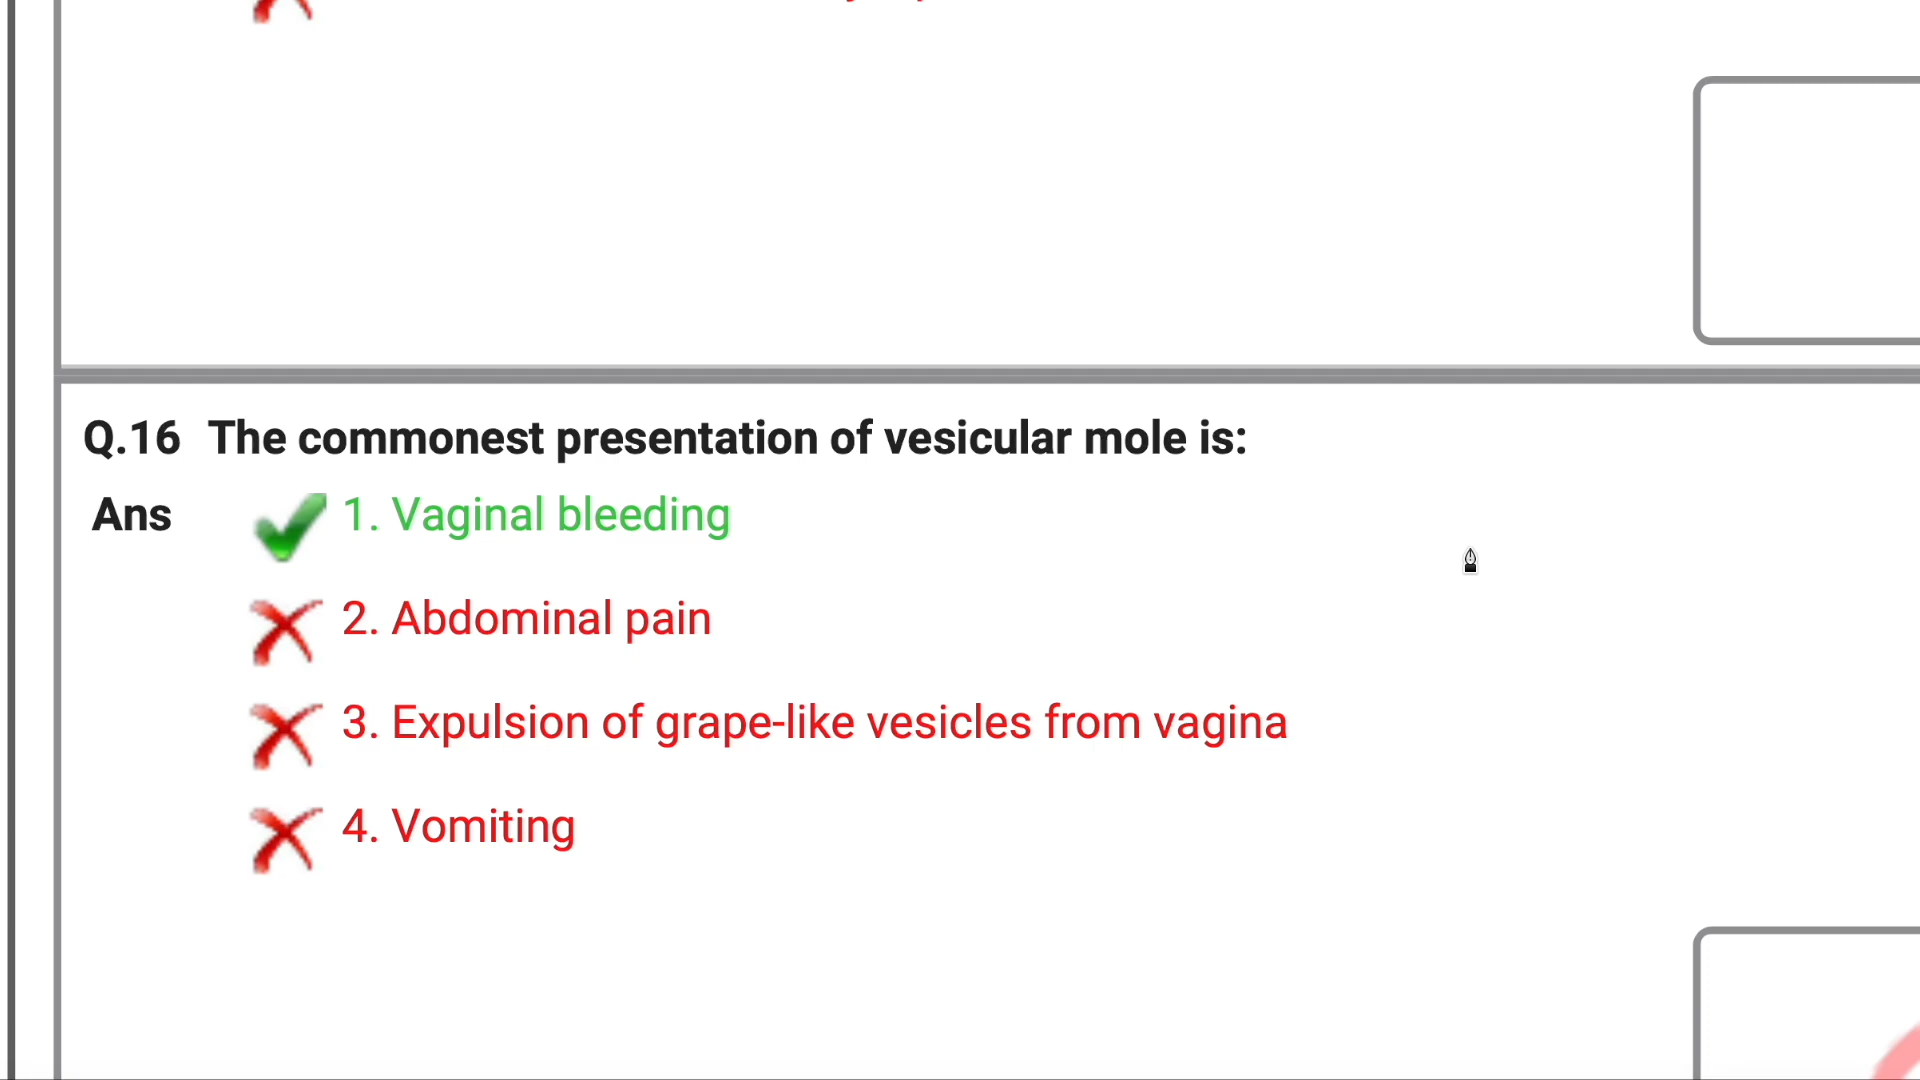 Q.16 The commonest presentation of vesicular mole is:
Ans 1. Vaginal bleeding
2. Abdominal pain
3. Expulsion of grape-like vesicles from vagina
4. Vomiting